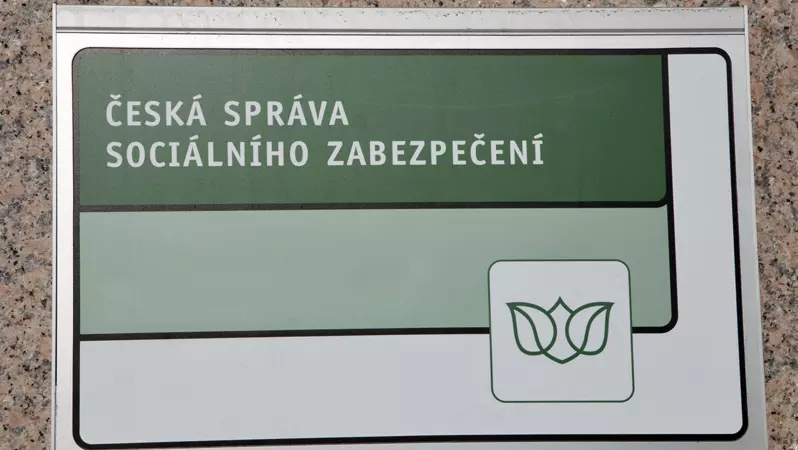 ČESKÁ SPRÁVA
SOCIÁLNÍHO ZABEZPEČENÍ